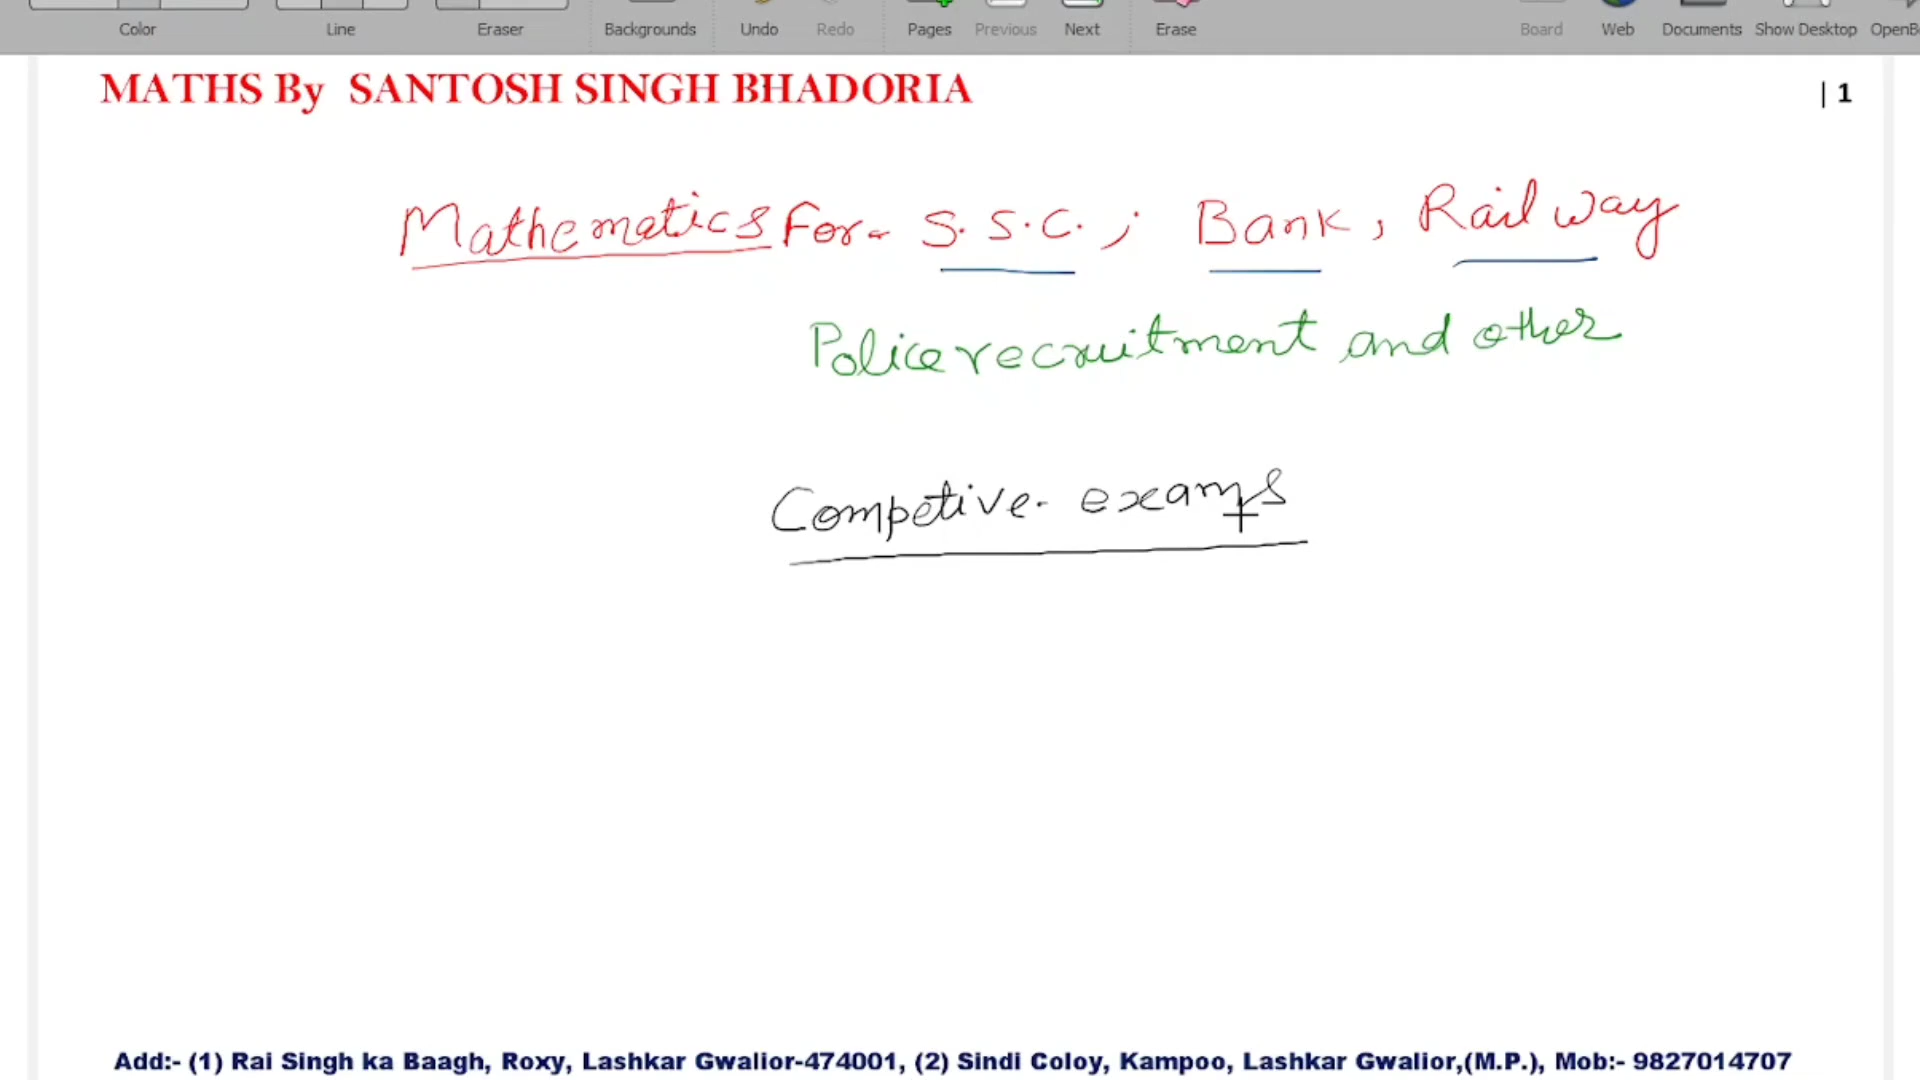 Color Line Eraser Backgrounds Undo Redo Pages Previous Next Erase Board Web Documents Show Desktop
MATHS By SANTOSH SINGH BHADORIA | 1
Mathematics For- S.S.C. ; Bank, Railway
Police recruitment and other
Competive. exams
Add:- (1) Rai Singh ka Baagh, Roxy, Lashkar Gwalior-474001, (2) Sindi Coloy, Kampoo, Lashkar Gwalior,(M.P.), Mob:- 9827014707